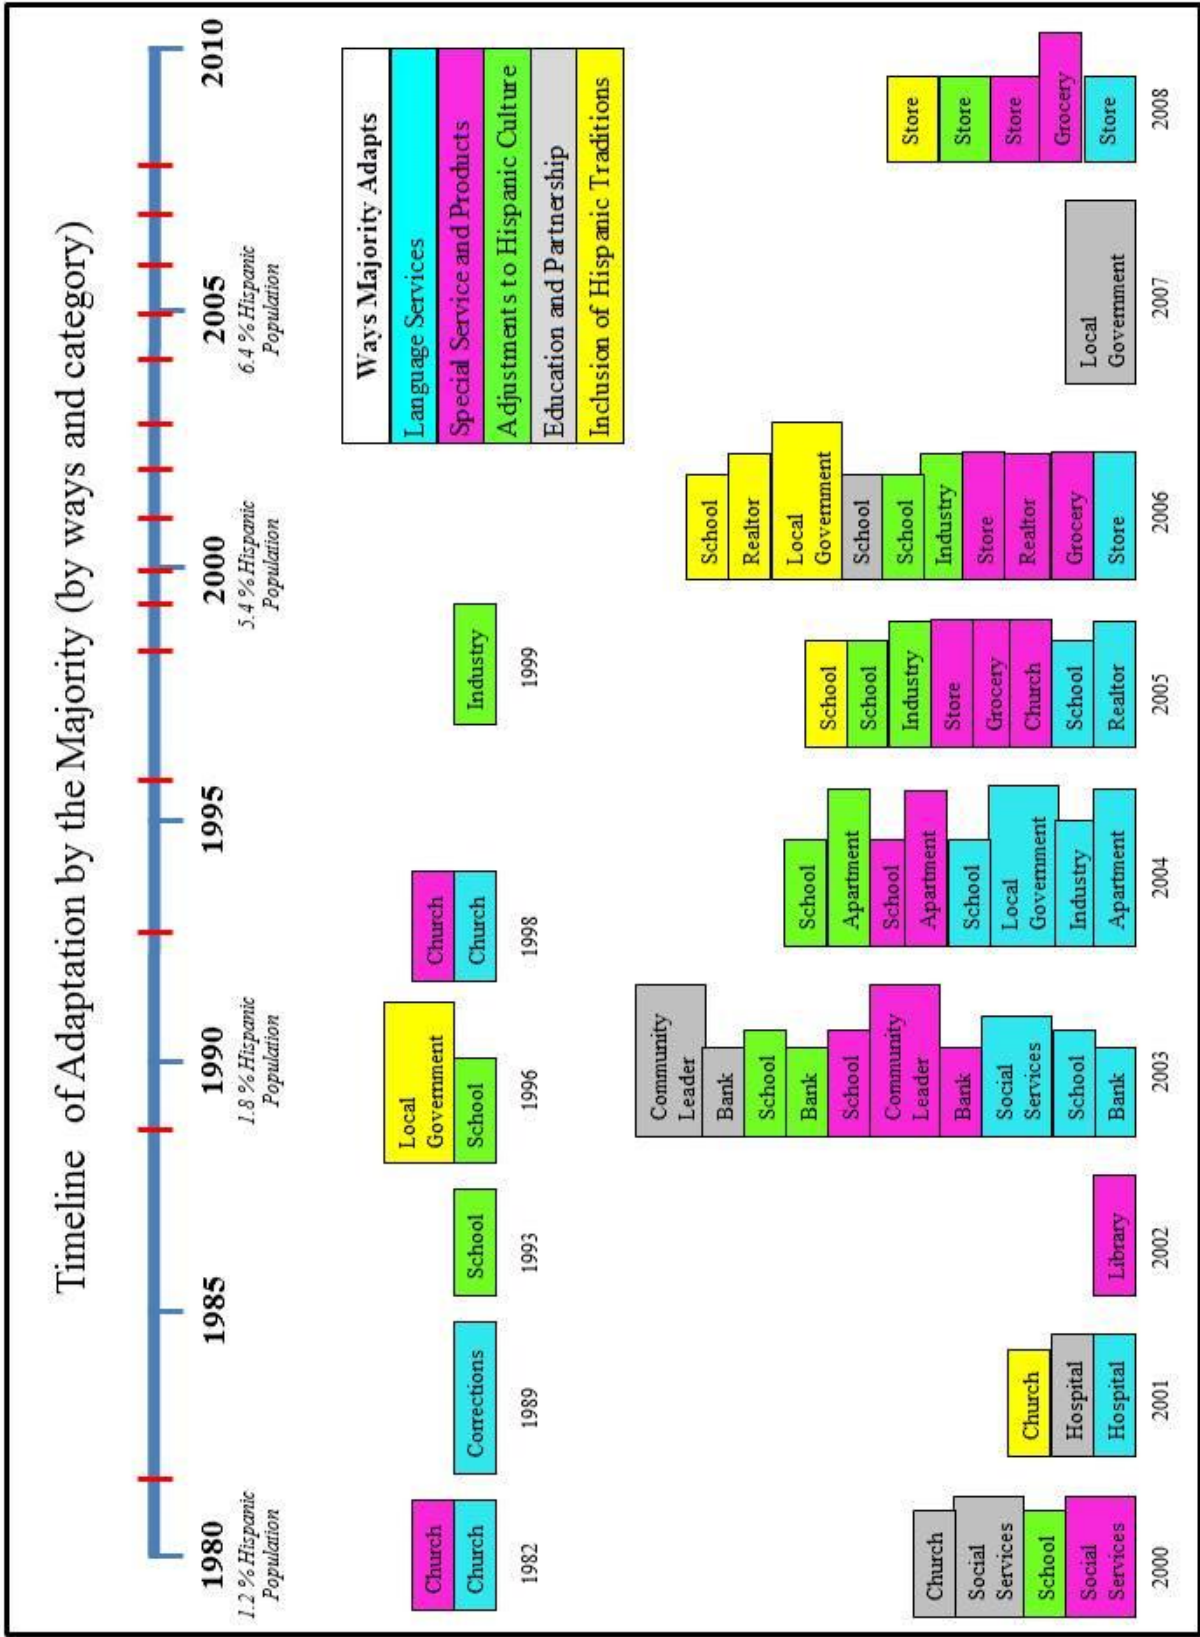 Timeline of Adaptation by the Majority (by ways and category)
1980
1985
1990
1995
2000
2005
2010
1.2 % Hispanic
Population
1.8 % Hispanic
Population
5.4 % Hispanic
Population
6.4 % Hispanic
Population
Ways Majority Adapts
Language Services
Special Service and Products
Adjustment to Hispanic Culture
Education and Partnership
Inclusion of Hispanic Traditions
Church
Church
1982
Corrections
1989
School
1993
Local
Government
School
1996
Church
Church
1998
Industry
1999
Church
Social
Services
School
Social
Services
2000
Church
Hospital
Hospital
2001
Library
2002
Community
Leader
Bank
School
Bank
School
Community
Leader
Bank
Social
Services
School
Bank
2003
School
Apartment
School
Apartment
School
Local
Government
Industry
Apartment
2004
School
School
Industry
Store
Grocery
Church
School
Realtor
2005
School
Realtor
Local
Government
School
School
Industry
Store
Realtor
Grocery
Store
2006
Local
Government
2007
Store
Store
Store
Grocery
Store
2008